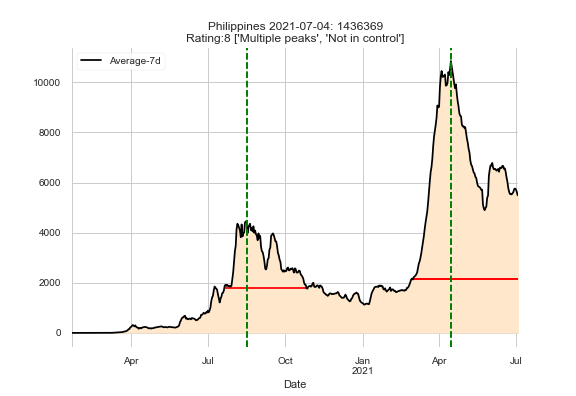 Philippines 2021-07-04: 1436369
Rating:8 ['Multiple peaks', 'Not in control']
Average-7d
10000
8000
6000
4000
2000
0
Apr
Jul
Oct
Jan
2021
Apr
Jul
Date